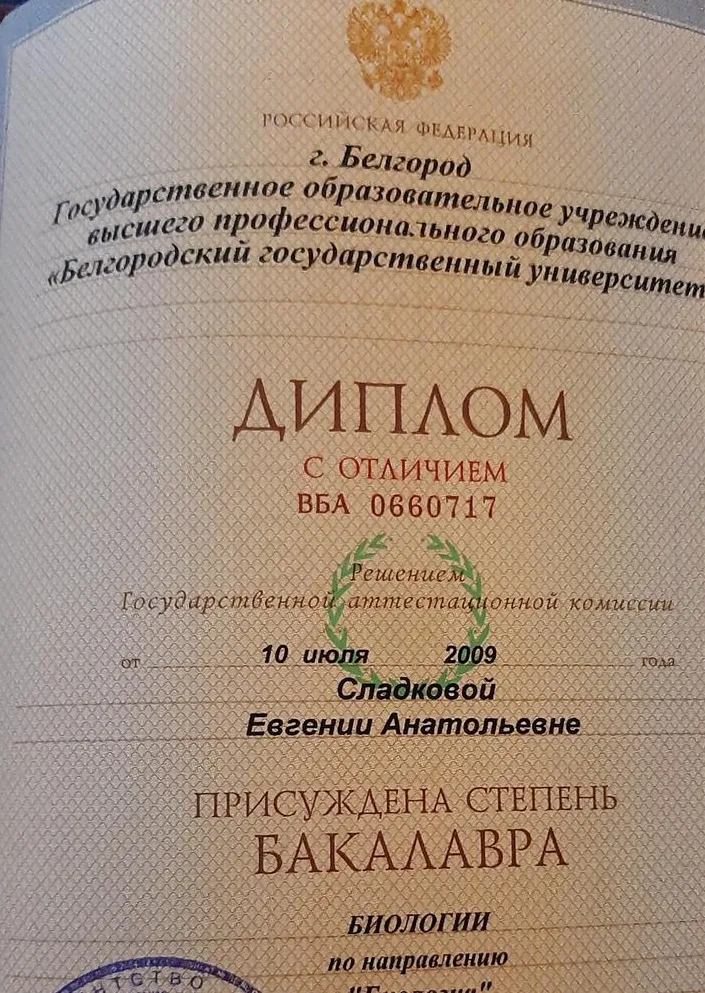 РОССИЙСКАЯ ФЕДЕРАЦИЯ
г. Белгород
Государственное образовательное учреждение
высшего профессионального образования
«Белгородский государственный университет
ДИПЛОМ
С ОТЛИЧИЕМ
ВБА 0660717
Решением
Государственной аттестационной комиссии
от 10 июля 2009 года
Сладковой
Евгении Анатольевне
ПРИСУЖДЕНА СТЕПЕНЬ
БАКАЛАВРА
БИОЛОГИИ
по направлению